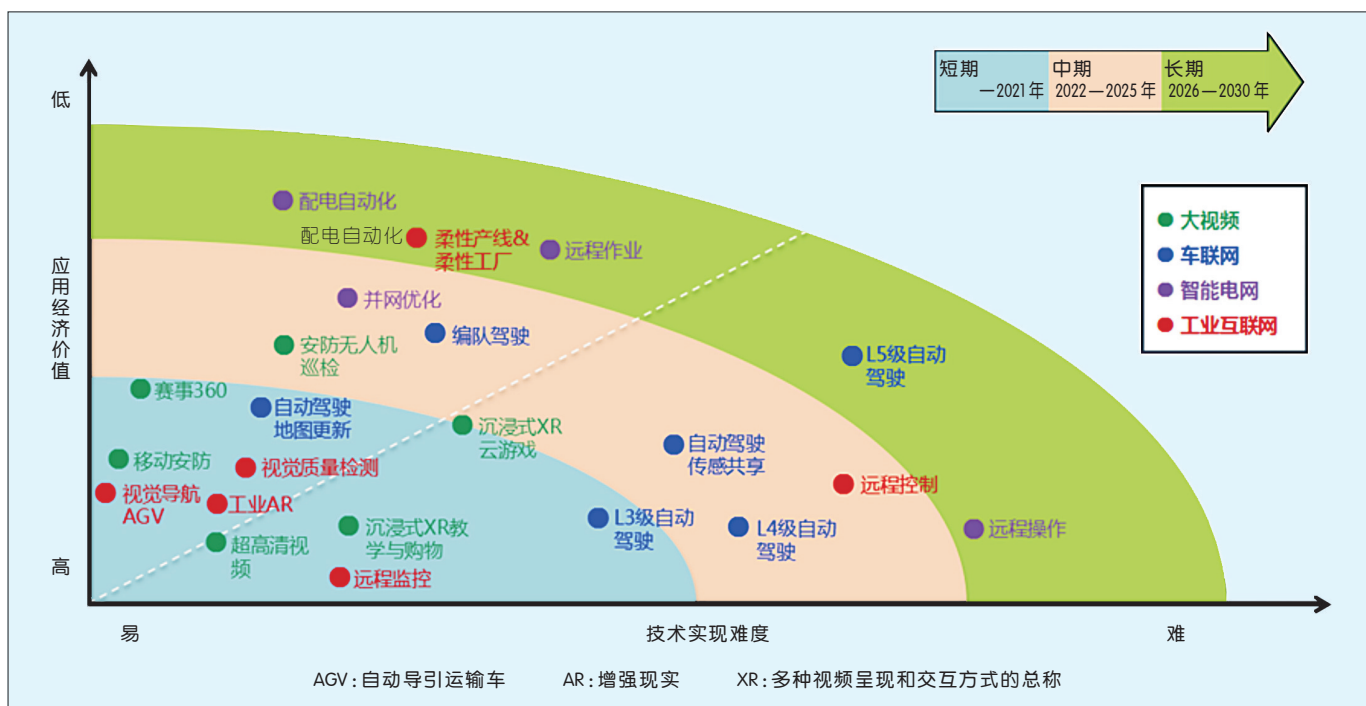 短期
—2021年
中期
2022—2025年
长期
2026—2030年
低
应用经济价值
高
大视频
车联网
智能电网
工业互联网
配电自动化
配电自动化
柔性产线&
柔性工厂
远程作业
并网优化
编队驾驶
安防无人机
巡检
L5级自动
驾驶
赛事360
自动驾驶
地图更新
沉浸式XR
云游戏
自动驾驶
传感共享
移动安防
视觉质量检测
远程控制
视觉导航
AGV
工业AR
L3级自动
驾驶
L4级自动
驾驶
远程操作
超高清视
频
沉浸式XR教
学与购物
远程监控
易
技术实现难度
难
AGV:自动导引运输车
AR:增强现实
XR:多种视频呈现和交互方式的总称